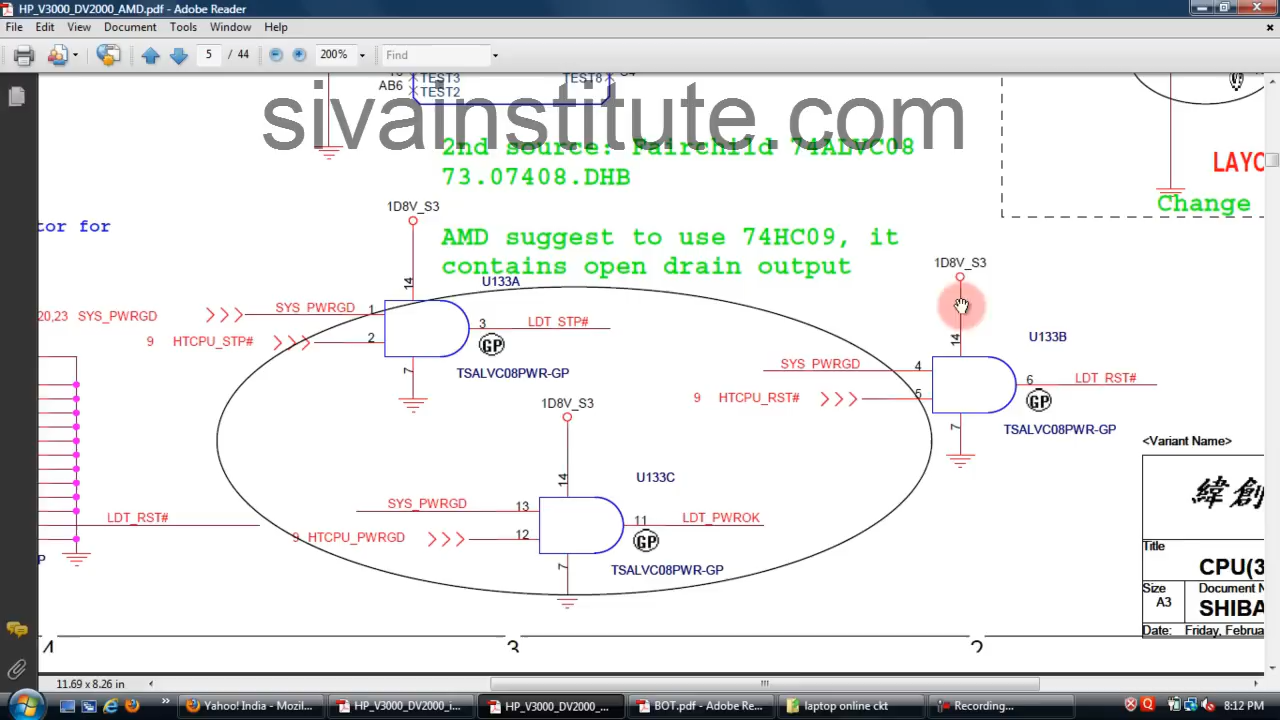 HP_V3000_DV2000_AMD.pdf - Adobe Reader
File Edit View Document Tools Window Help
5 / 44 200% Find
TEST3 TEST8
AB6 TEST2
sivainstitute.com
2nd source: Fairchild 74ALVC08
73.07408.DHB
LAYO
Change
1D8V_S3
tor for
AMD suggest to use 74HC09, it
contains open drain output
1D8V_S3
14
U133A
20,23 SYS_PWRGD
SYS_PWRGD 1
9 HTCPU_STP# 2
3 LDT_STP#
GP
7
TSALVC08PWR-GP
14
U133B
SYS_PWRGD 4
9 HTCPU_RST# 5
6 LDT_RST#
GP
7
TSALVC08PWR-GP
1D8V_S3
14
U133C
SYS_PWRGD 13
9 HTCPU_PWRGD 12
11 LDT_PWROK
GP
7
TSALVC08PWR-GP
LDT_RST#
P
<Variant Name>
緯創
Title
CPU(3
Size Document N
A3 SHIBA
Date: Friday, Februa
4 3 2
11.69 x 8.26 in
Yahoo! India - Mozil...
HP_V3000_DV2000_i...
HP_V3000_DV2000_...
BOT.pdf - Adobe Re...
laptop online ckt
Recording...
8:12 PM